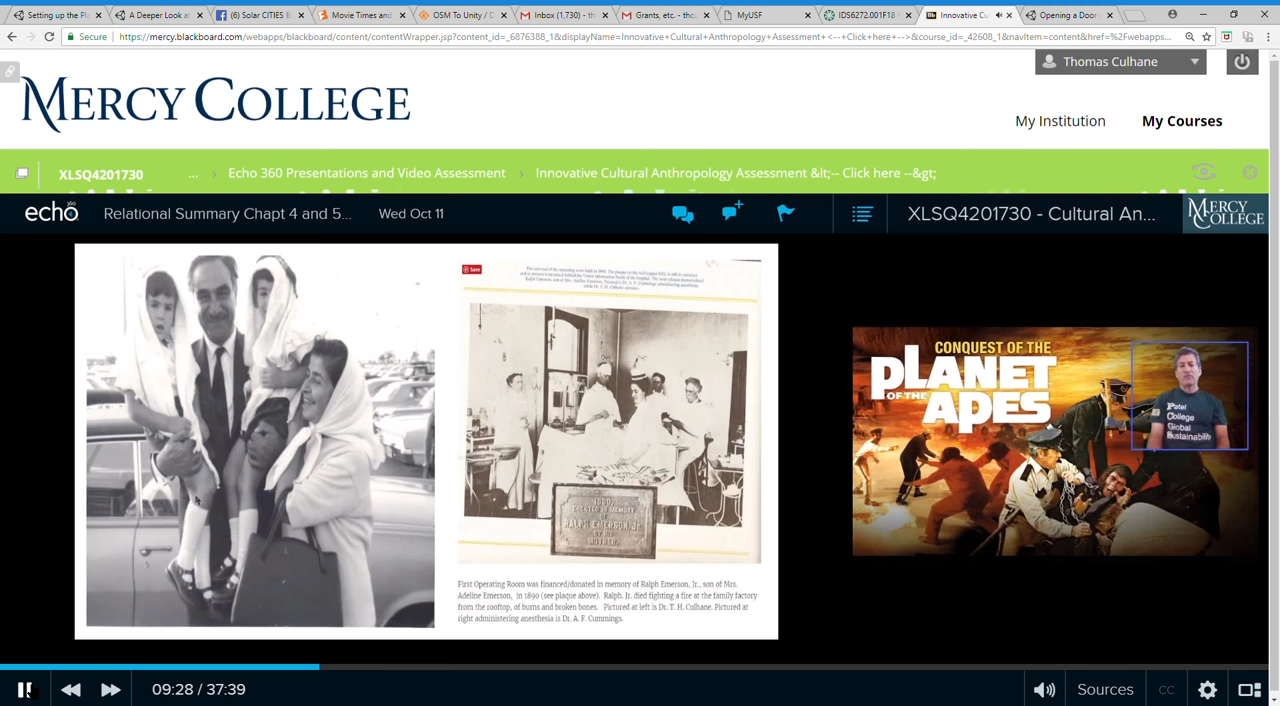 Setting up the Pla
A Deeper Look at
(6) Solar CITIES B
Movie Times and
OSM To Unity / D
Inbox (1,730) - th
Grants, etc. - thcu
MyUSF
IDS6272.001F18
Innovative Cu
Opening a Door
Secure
https://mercy.blackboard.com/webapps/blackboard/content/contentWrapper.jsp?content_id=_6876388_1&displayName=Innovative+Cultural+Anthropology+Assessment+<--+Click+here+-->&course_id=_42608_1&navItem=content&href=%2Fwebapps...
Thomas Culhane
MERCY COLLEGE
My Institution
My Courses
XLSQ4201730
...
Echo 360 Presentations and Video Assessment
Innovative Cultural Anthropology Assessment &lt;-- Click here --&gt;
echo 360
Relational Summary Chapt 4 and 5...
Wed Oct 11
XLSQ4201730 - Cultural An...
MERCY COLLEGE
Save
1890
ERECTED IN MEMORY
OF
RALPH EMERSON, JR.
BY HIS
MOTHER.
First Operating Room was financed/donated in memory of Ralph Emerson, Jr., son of Mrs.
Adeline Emerson, in 1890 (see plaque above). Ralph. Jr. died fighting a fire at the family factory
from the rooftop, of burns and broken bones. Pictured at left is Dr. T. H. Culhane. Pictured at
right administering anesthesia is Dr. A. F. Cummings.
CONQUEST OF THE
PLANET
OF THE
APES
Patel
College
Global
Sustainability
09:28 / 37:39
Sources
CC